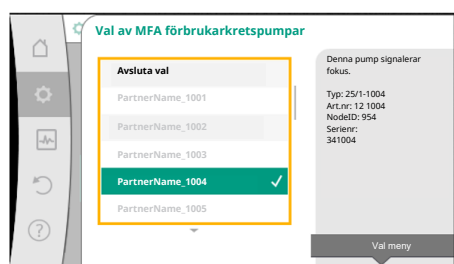 Val av MFA förbrukarkretspumpar
Avsluta val
PartnerName_1001
PartnerName_1002
PartnerName_1003
PartnerName_1004
PartnerName_1005
Denna pump signalerar
fokus.
Typ: 25/1-1004
Art.nr: 12 1004
NodeID: 954
Serienr:
341004
Val meny
?